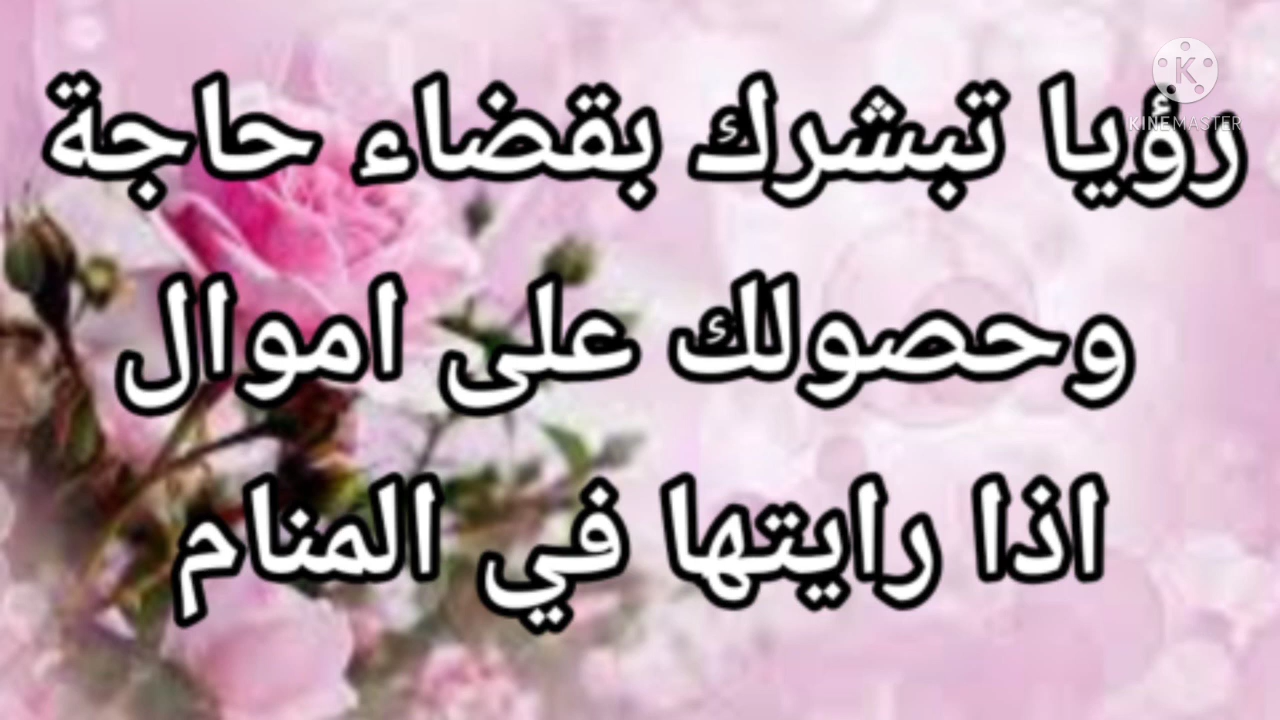 رؤيا تبشرك بقضاء حاجة
وحصولك على اموال
اذا رايتها في المنام
K
KINEMASTER